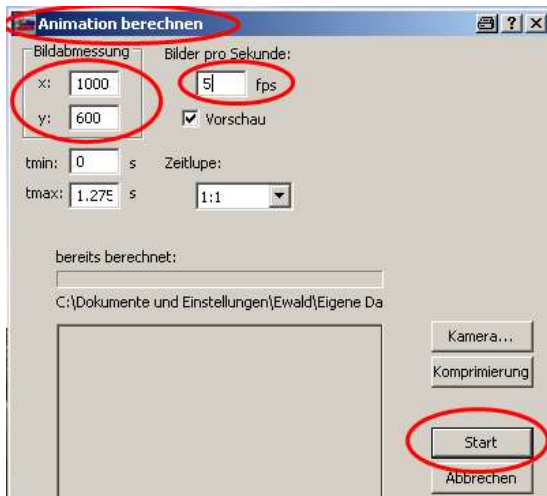 Animation berechnen
Bildabmessung
Bilder pro Sekunde:
x: 1000
5 fps
y: 600
Vorschau
tmin: 0 s
Zeitlupe:
tmax: 1.275 s
1:1
bereits berechnet:
C:\Dokumente und Einstellungen\Ewald\Eigene Da
Kamera...
Komprimierung
Start
Abbrechen